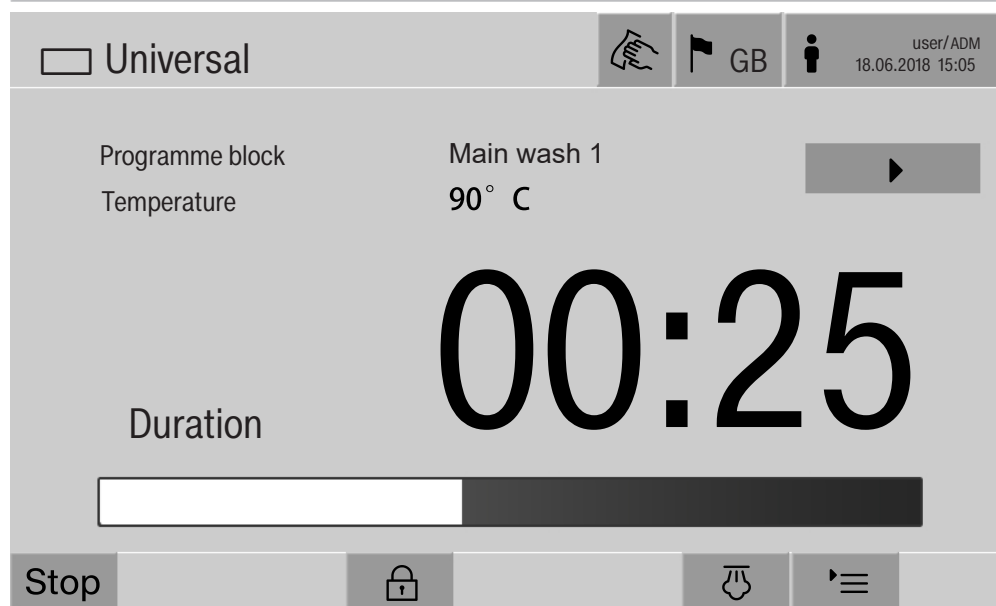 Universal
GB
user/ADM
18.06.2018 15:05
Programme block Main wash 1
Temperature 90° C
00:25
Duration
Stop